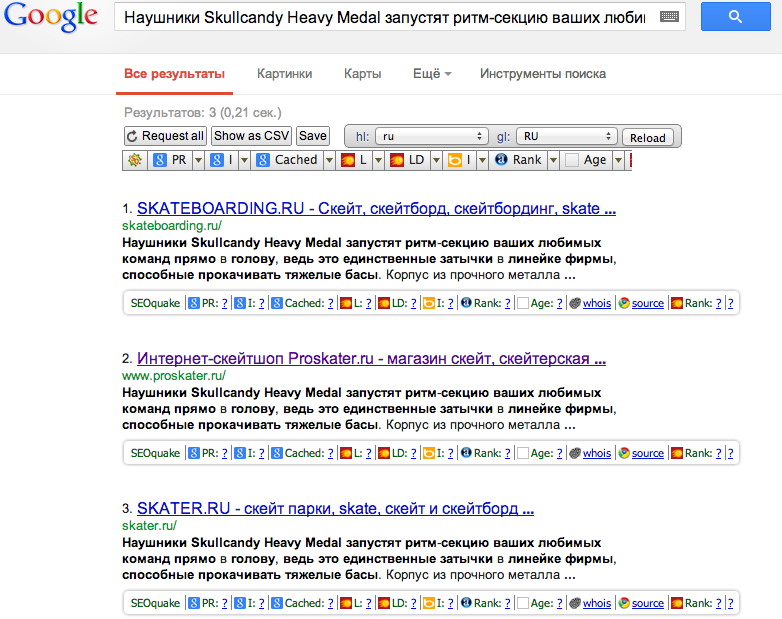 Google
Наушники Skullcandy Heavy Medal запустят ритм-секцию ваших люби
Все результаты Картинки Карты Ещё Инструменты поиска
Результатов: 3 (0,21 сек.)
Request all Show as CSV Save hl: ru gl: RU Reload
PR I Cached L LD I Rank Age
1. SKATEBOARDING.RU - Скейт, скейтборд, скейтбординг, skate ...
skateboarding.ru/
Наушники Skullcandy Heavy Medal запустят ритм-секцию ваших любимых
команд прямо в голову, ведь это единственные затычки в линейке фирмы,
способные прокачивать тяжелые басы. Корпус из прочного металла ...
SEOquake PR: ? I: ? Cached: ? L: ? LD: ? I: ? Rank: ? Age: ? whois source Rank: ? ?
2. Интернет-скейтшоп Proskater.ru - магазин скейт, скейтерская ...
www.proskater.ru/
Наушники Skullcandy Heavy Medal запустят ритм-секцию ваших любимых
команд прямо в голову, ведь это единственные затычки в линейке фирмы,
способные прокачивать тяжелые басы. Корпус из прочного металла ...
SEOquake PR: ? I: ? Cached: ? L: ? LD: ? I: ? Rank: ? Age: ? whois source Rank: ? ?
3. SKATER.RU - скейт парки, skate, скейт и скейтборд ...
skater.ru/
Наушники Skullcandy Heavy Medal запустят ритм-секцию ваших любимых
команд прямо в голову, ведь это единственные затычки в линейке фирмы,
способные прокачивать тяжелые басы. Корпус из прочного металла ...
SEOquake PR: ? I: ? Cached: ? L: ? LD: ? I: ? Rank: ? Age: ? whois source Rank: ? ?